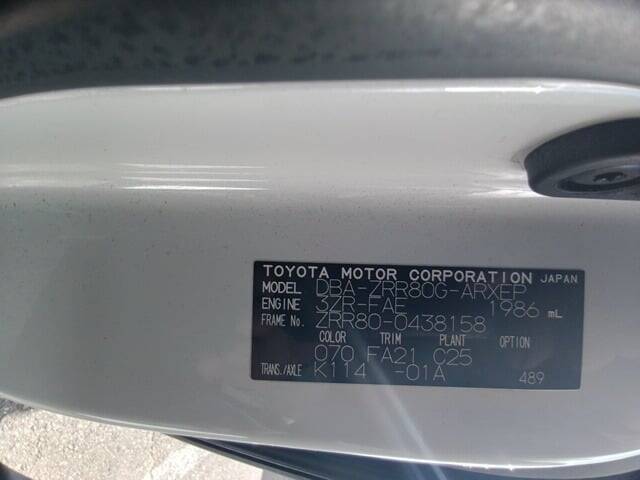 TOYOTA MOTOR CORPORATION JAPAN
MODEL DBA-ZRR80G-ARXEP
ENGINE 3ZR-FAE 1986 mL
FRAME No. ZRR80-0438158
COLOR TRIM PLANT OPTION
070 FA21 C25
TRANS./AXLE K114 -01A 489